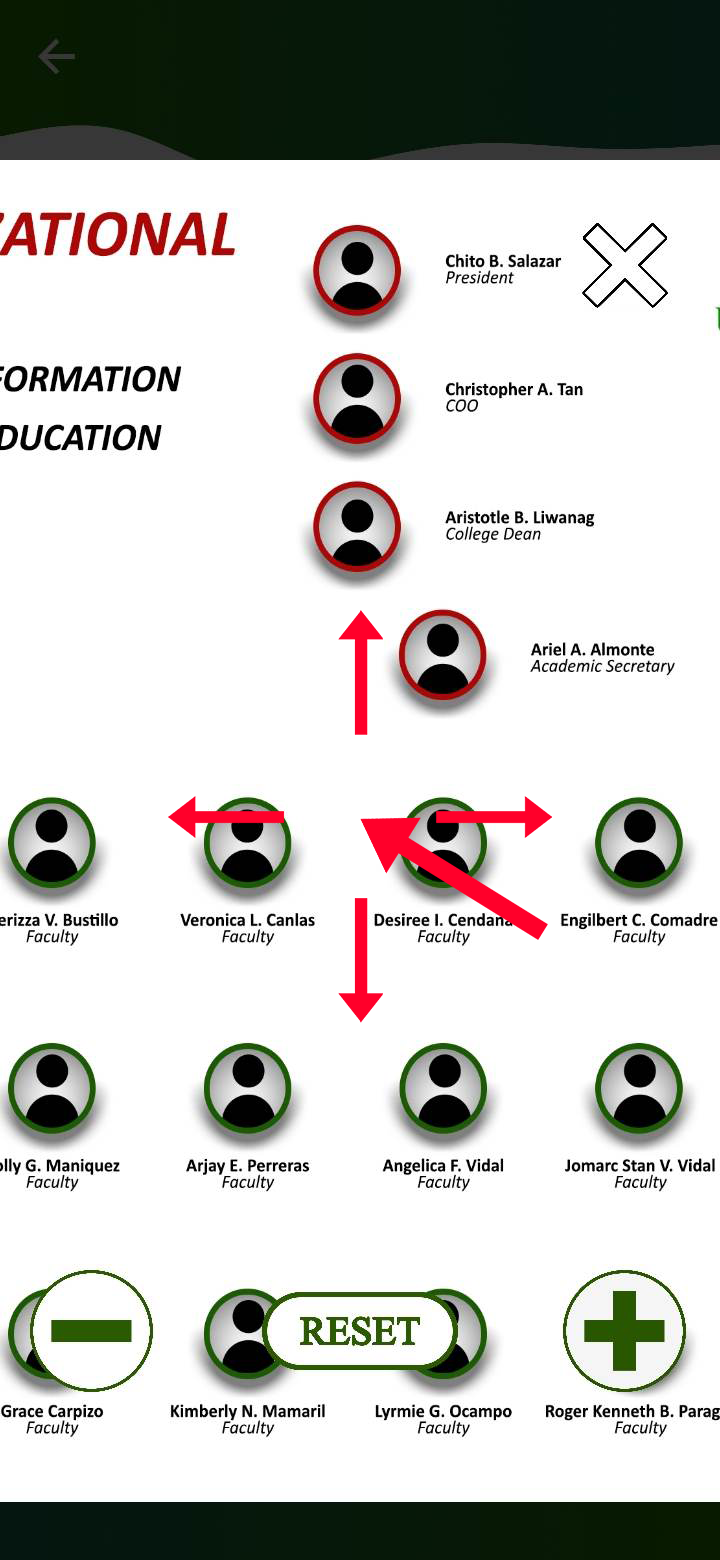 ZATIONAL
Chito B. Salazar
President
FORMATION
Christopher A. Tan
COO
DUCATION
Aristotle B. Liwanag
College Dean
Ariel A. Almonte
Academic Secretary
erizza V. Bustillo
Faculty
Veronica L. Canlas
Faculty
Desiree I. Cendana
Faculty
Engilbert C. Comadre
Faculty
olly G. Maniquez
Faculty
Arjay E. Perreras
Faculty
Angelica F. Vidal
Faculty
Jomarc Stan V. Vidal
Faculty
RESET
Grace Carpizo
Faculty
Kimberly N. Mamaril
Faculty
Lyrmie G. Ocampo
Faculty
Roger Kenneth B. Parag
Faculty